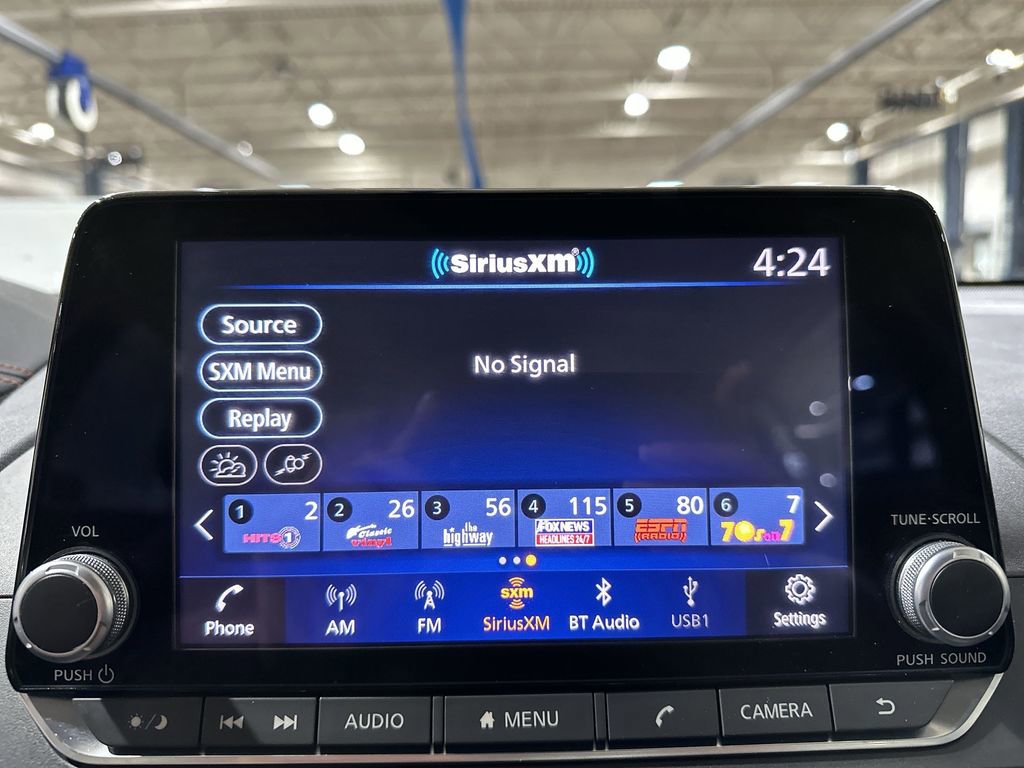 SiriusXM®
4:24
Source
No Signal
SXM Menu
Replay
1 2 HITS 1
2 26 Classic vinyl
3 56 the highway
4 115 FOX NEWS HEADLINES 24/7
5 80 ESPN RADIO
6 7 70s on 7
VOL
TUNE·SCROLL
Phone
AM
FM
sxm
SiriusXM
BT Audio
USB1
Settings
PUSH
PUSH SOUND
AUDIO
MENU
CAMERA